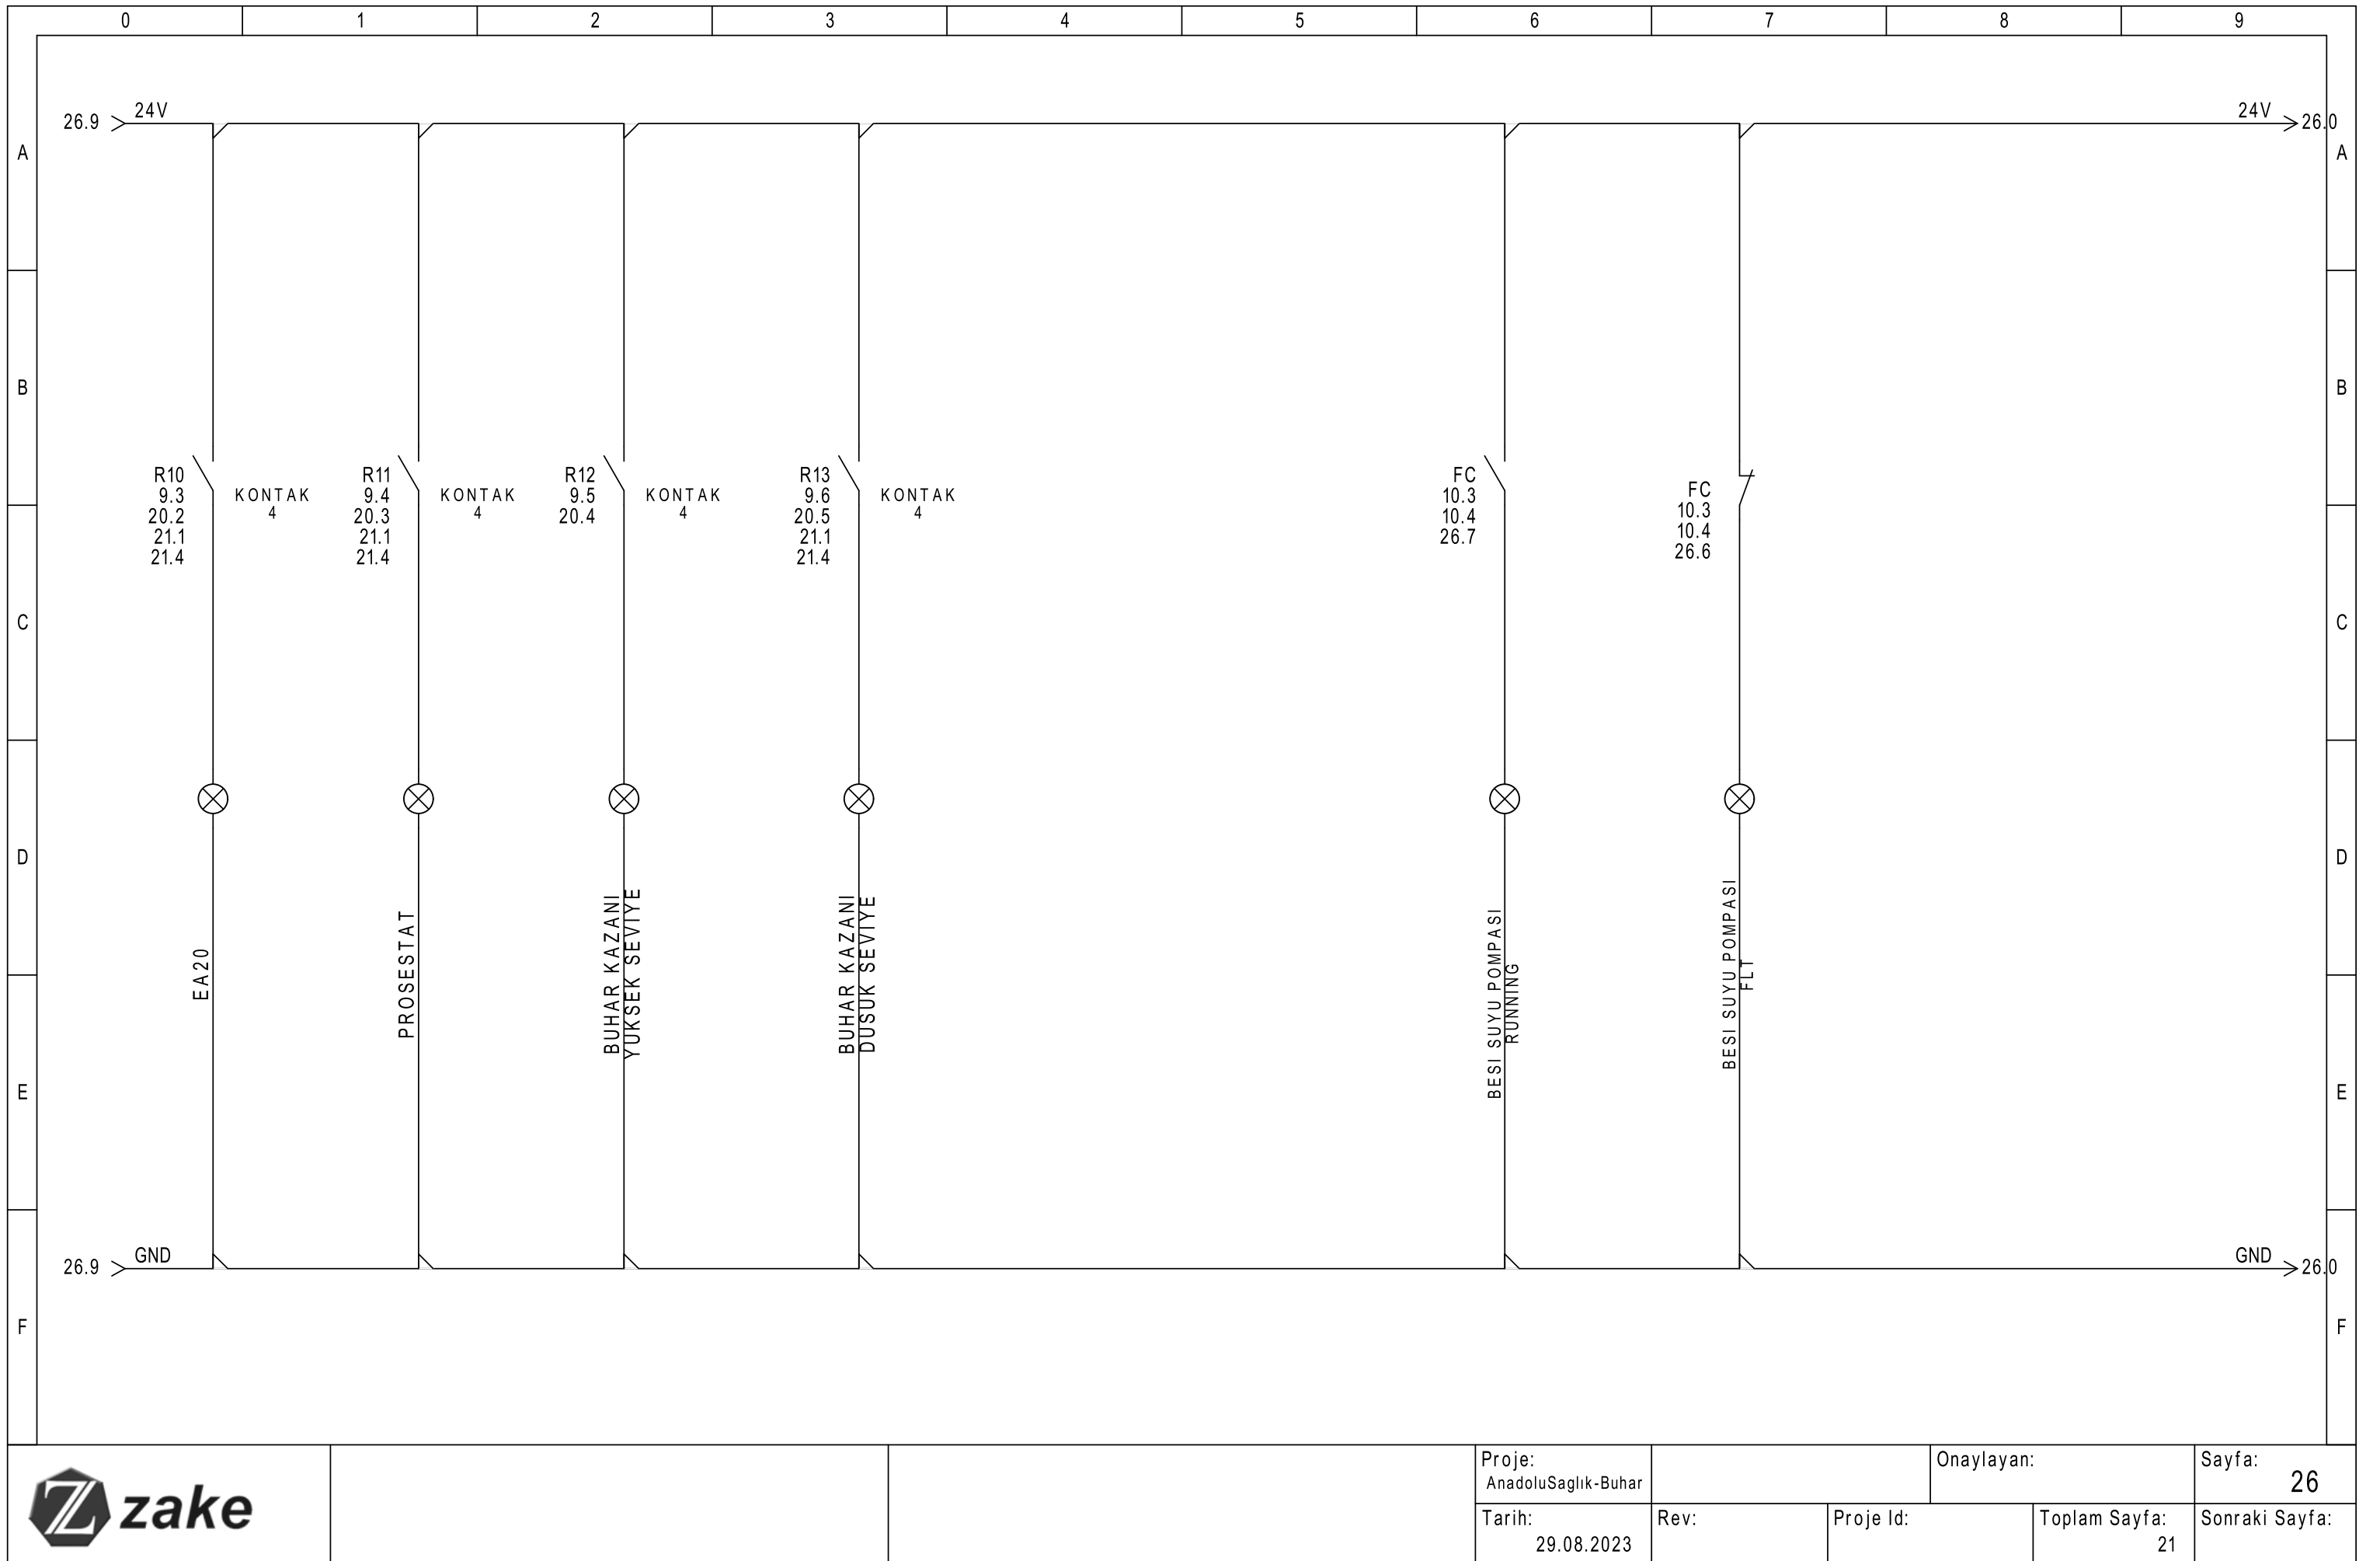 0 1 2 3 4 5 6 7 8 9
26.9 24V 24V 26.0
A A
B B
R10
9.3
20.2
21.1
21.4
KONTAK
4
R11
9.4
20.3
21.1
21.4
KONTAK
4
R12
9.5
20.4
KONTAK
4
R13
9.6
20.5
21.1
21.4
KONTAK
4
FC
10.3
10.4
26.7
FC
10.3
10.4
26.6
C C
D D
EA20
PROSESTAT
BUHAR KAZANI
YUKSEK SEVIYE
BUHAR KAZANI
DUSUK SEVIYE
BESI SUYU POMPASI
RUNNING
BESI SUYU POMPASI
FLT
E E
26.9 GND GND 26.0
F F
zake
Proje:
AnadoluSaglık-Buhar
Onaylayan:
Sayfa:
26
Tarih:
29.08.2023
Rev:
Proje Id:
Toplam Sayfa:
21
Sonraki Sayfa: